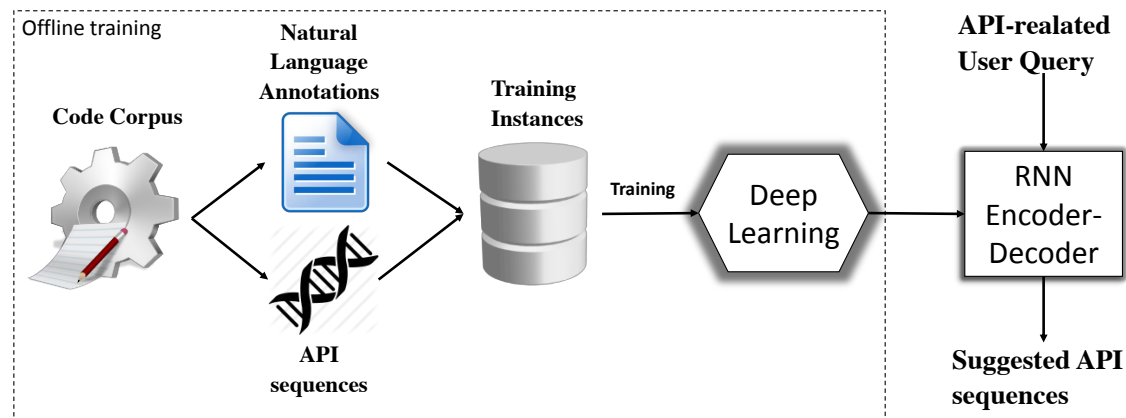 Offline training
Code Corpus
Natural
Language
Annotations
API
sequences
Training
Instances
Training
Deep
Learning
API-realated
User Query
RNN
Encoder-
Decoder
Suggested API
sequences